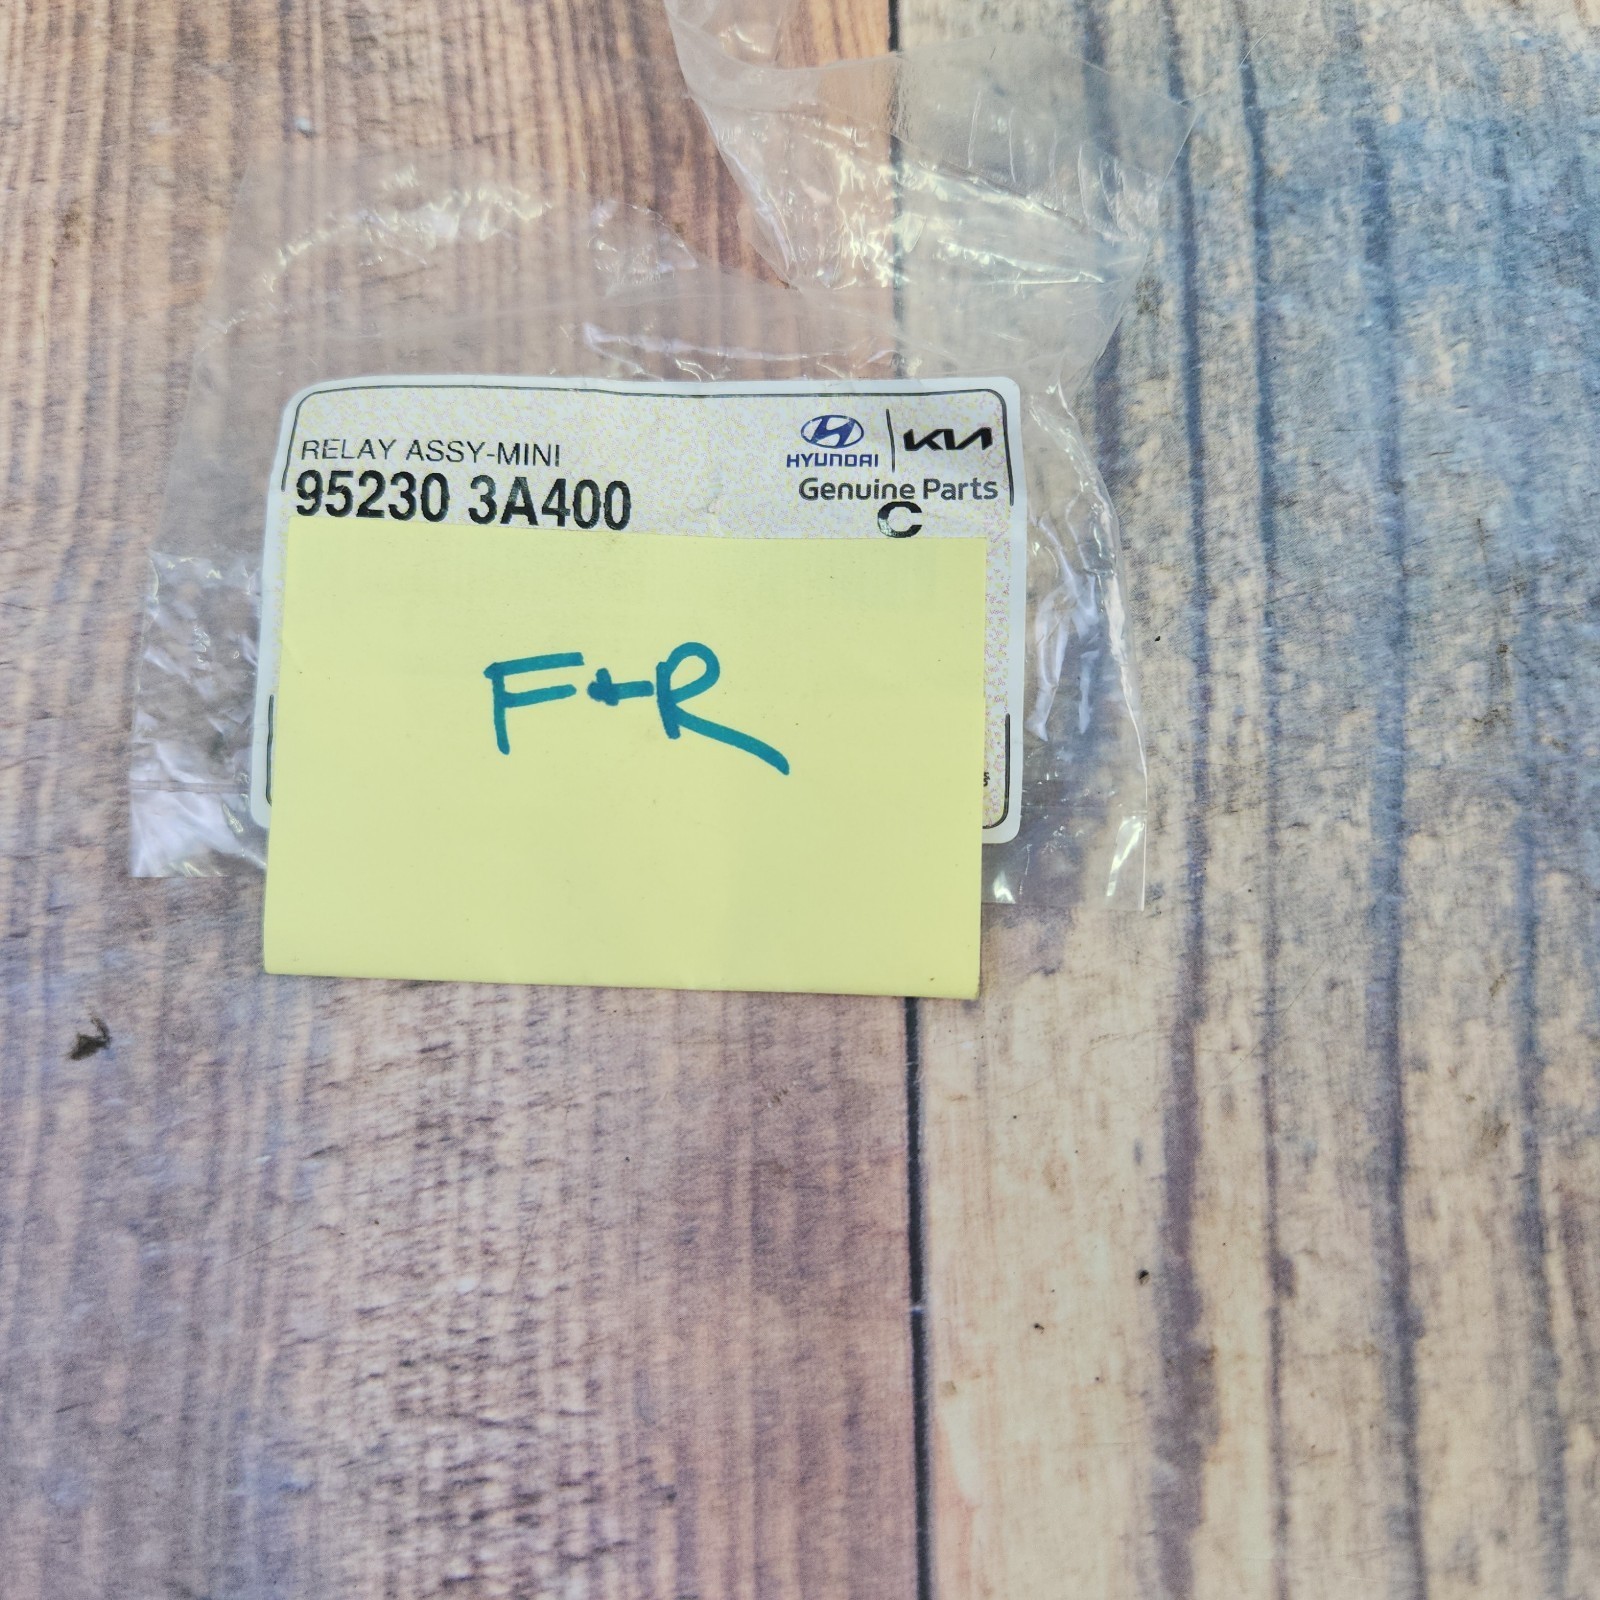 RELAY ASSY-MINI
95230 3A400
HYUNDAI KIA
Genuine Parts
C
F+R